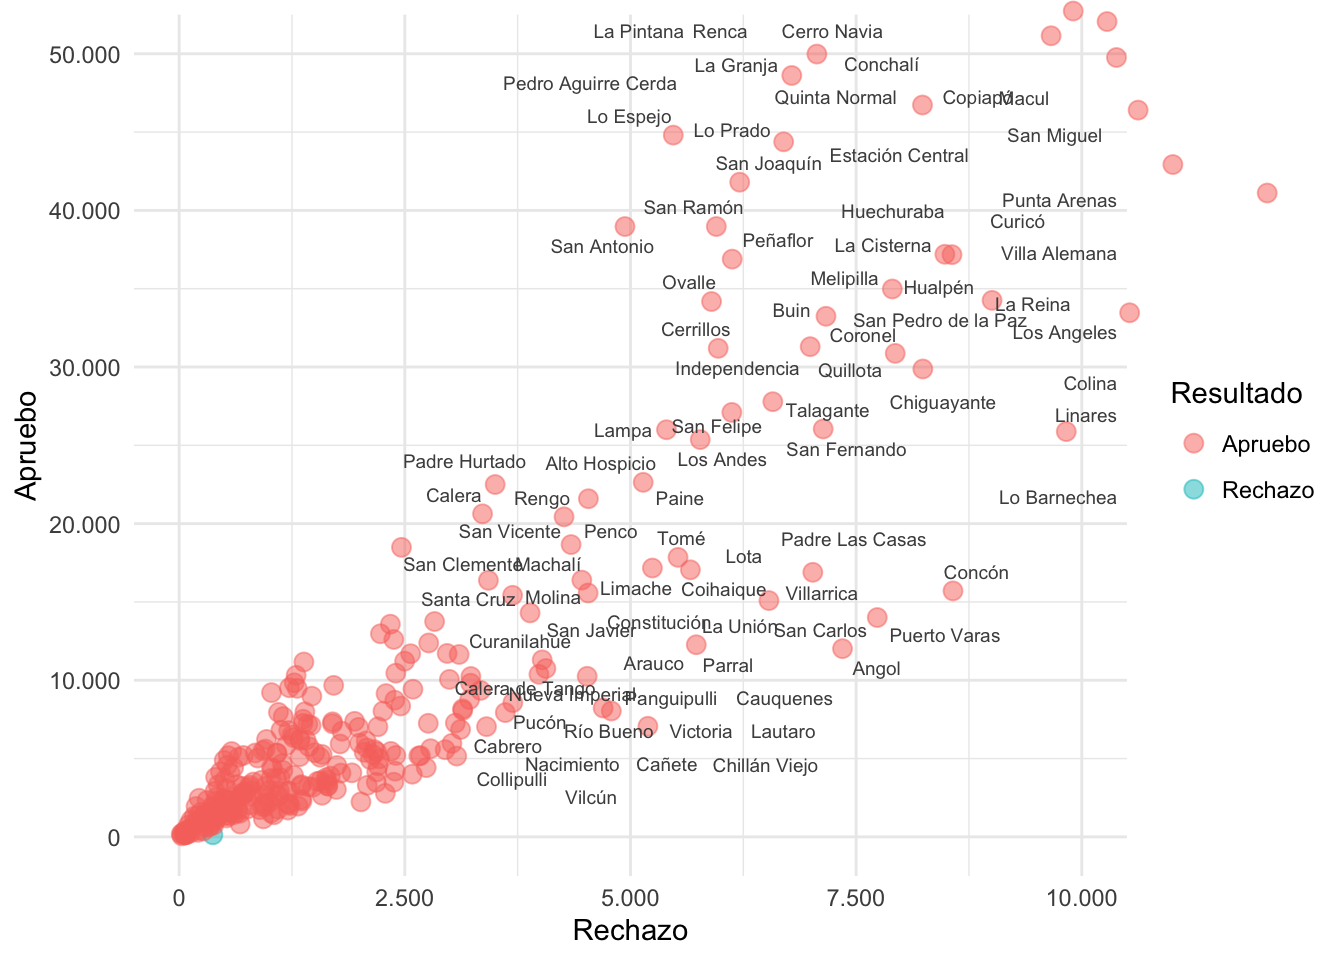 La Pintana Renca Cerro Navia
50.000
La Granja Conchalí
Pedro Aguirre Cerda
Quinta Normal Copiapó Macul
Lo Espejo
Lo Prado San Miguel
Estación Central
San Joaquín
Punta Arenas
40.000 San Ramón Huechuraba
Curicó
San Antonio Peñaflor La Cisterna Villa Alemana
Ovalle Melipilla Hualpén
La Reina
Buin San Pedro de la Paz
Cerrillos Coronel Los Angeles
30.000 Independencia Quillota
Colina
Talagante Chiguayante
Linares
Lampa San Felipe
San Fernando
Padre Hurtado Alto Hospicio Los Andes
Calera Rengo Paine Lo Barnechea
20.000
San Vicente Penco
Tomé Padre Las Casas
Lota
San Clemente Machalí Concón
Limache Coihaique Villarrica
Santa Cruz Molina
Constitución La Unión San Carlos
San Javier Puerto Varas
Curanilahue
Arauco Parral Angol
10.000
Calera de Tango Nueva Imperial Panguipulli Cauquenes
Pucón Río Bueno Victoria Lautaro
Cabrero
Nacimiento Cañete Chillán Viejo
Collipulli
Vilcún
0
0 2.500 5.000 7.500 10.000
Rechazo
Apruebo
Resultado
Apruebo
Rechazo